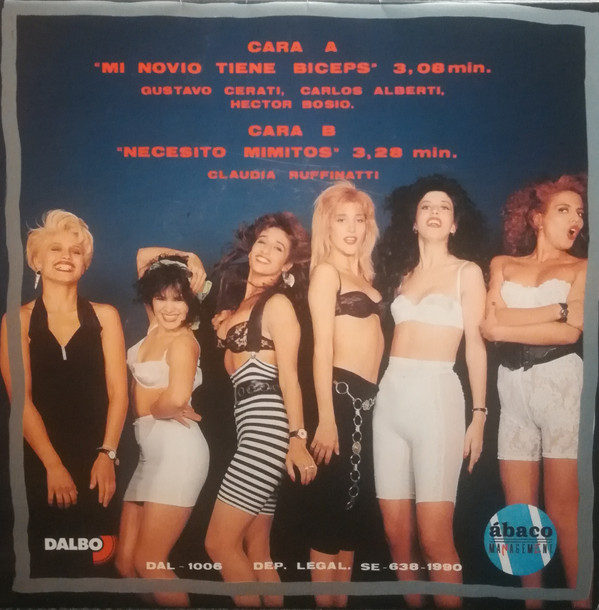 CARA A
"MI NOVIO TIENE BICEPS" 3,08 min.
GUSTAVO CERATI, CARLOS ALBERTI,
HECTOR BOSIO.
CARA B
"NECESITO MIMITOS" 3,28 min.
CLAUDIA RUFFINATTI
DALBO
ábaco
MANAGEMENT
DAL - 1006 DEP. LEGAL. SE - 638 - 1990